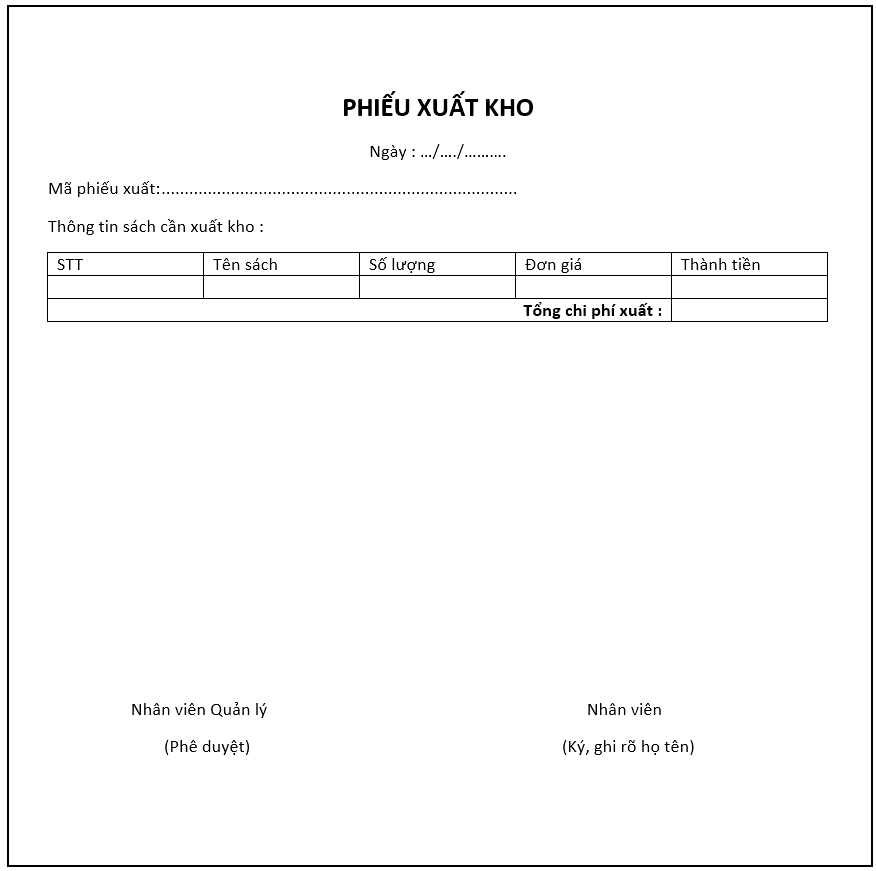 PHIẾU XUẤT KHO
Ngày : …/…./……….
Mã phiếu xuất:.............................................................................
Thông tin sách cần xuất kho :
STT Tên sách Số lượng Đơn giá Thành tiền
Tổng chi phí xuất :
Nhân viên Quản lý Nhân viên
(Phê duyệt) (Ký, ghi rõ họ tên)